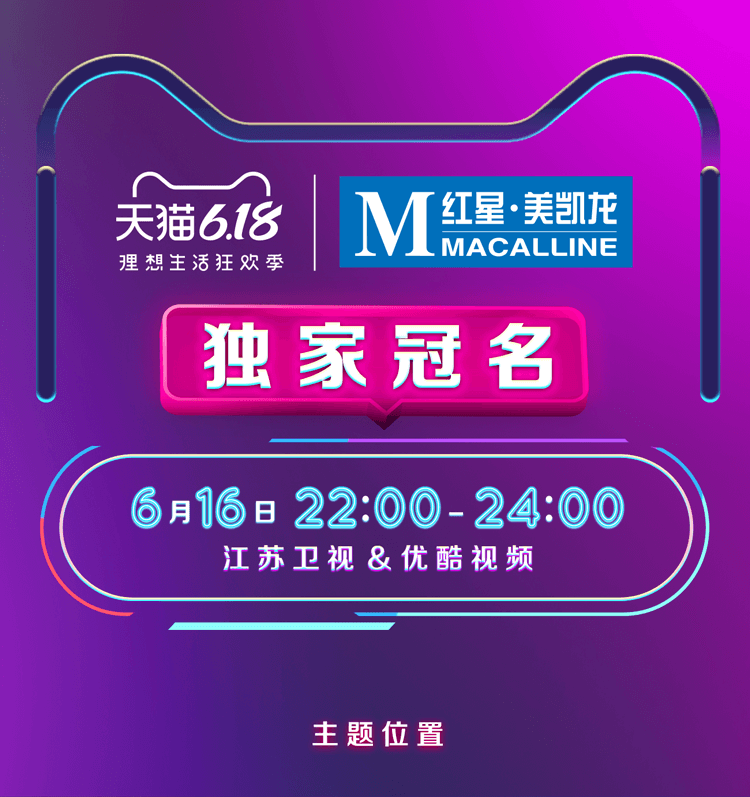 天猫6.18
理想生活狂欢季
M 红星·美凯龙
MACALLINE
独家冠名
6月16日 22:00-24:00
江苏卫视&优酷视频
主题位置